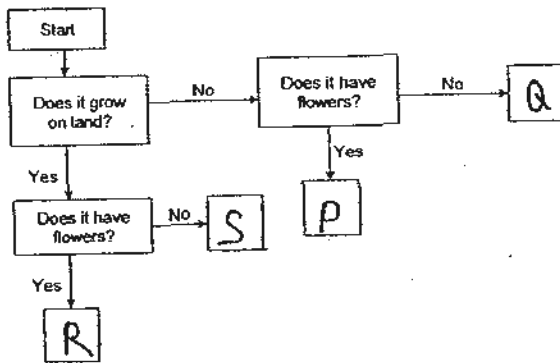 Start
Does it grow
on land?
No
Does it have
flowers?
No
Q
Yes
Yes
P
Does it have
flowers?
No
S
Yes
R